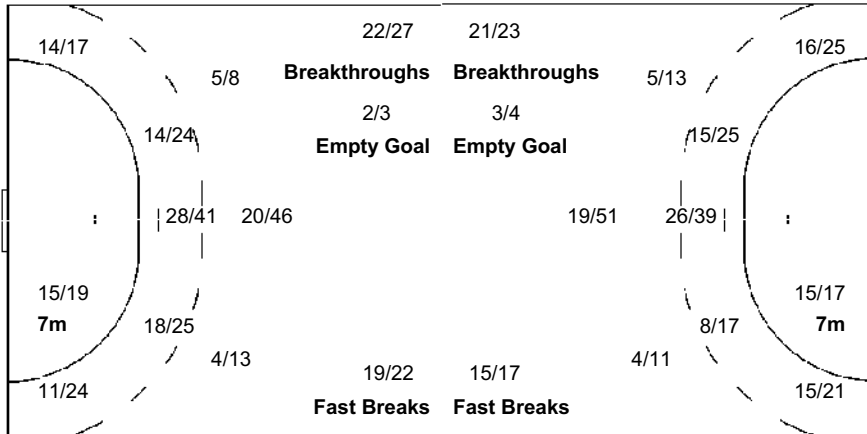 22/27 21/23
14/17 16/25
Breakthroughs Breakthroughs
5/8 5/13
2/3 3/4
14/24 15/25
Empty Goal Empty Goal
28/41 20/46 19/51 26/39
15/19 15/17
7m 18/25 8/17 7m
4/13 4/11
19/22 15/17
11/24 15/21
Fast Breaks Fast Breaks